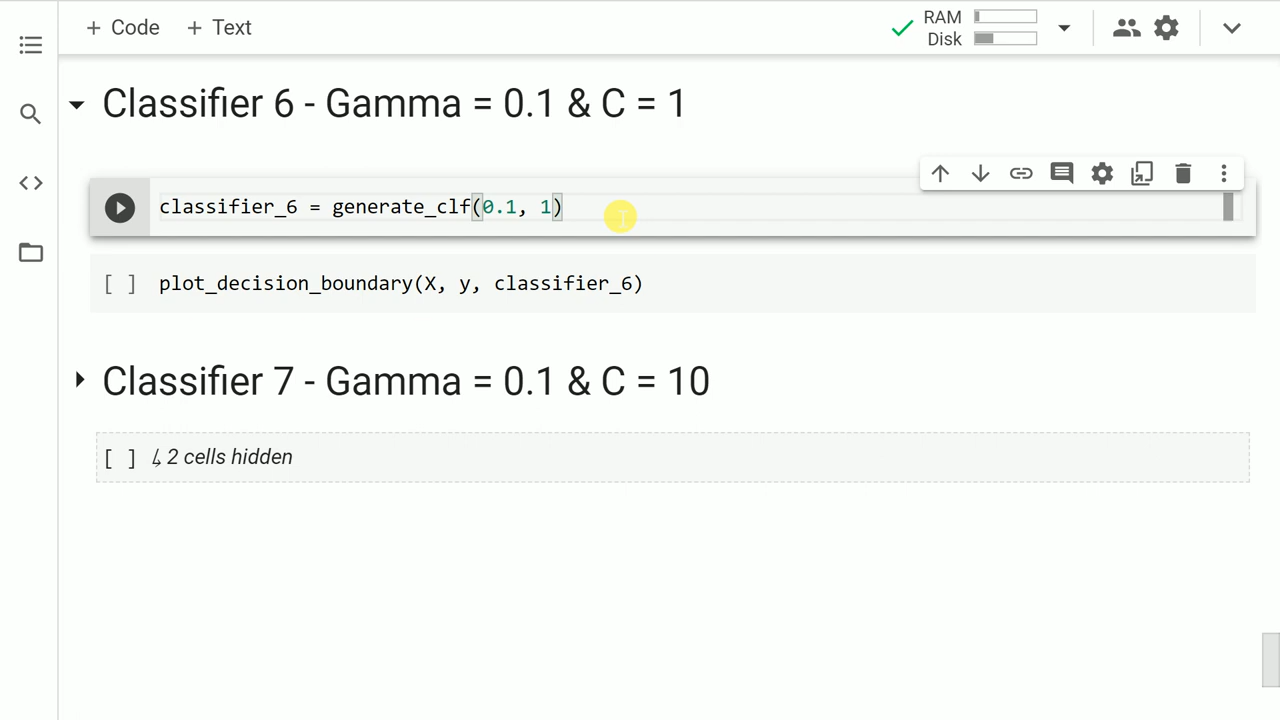 + Code + Text
RAM
Disk
Classifier 6 - Gamma = 0.1 & C = 1
classifier_6 = generate_clf(0.1, 1)
[ ] plot_decision_boundary(X, y, classifier_6)
Classifier 7 - Gamma = 0.1 & C = 10
[ ] ↳ 2 cells hidden